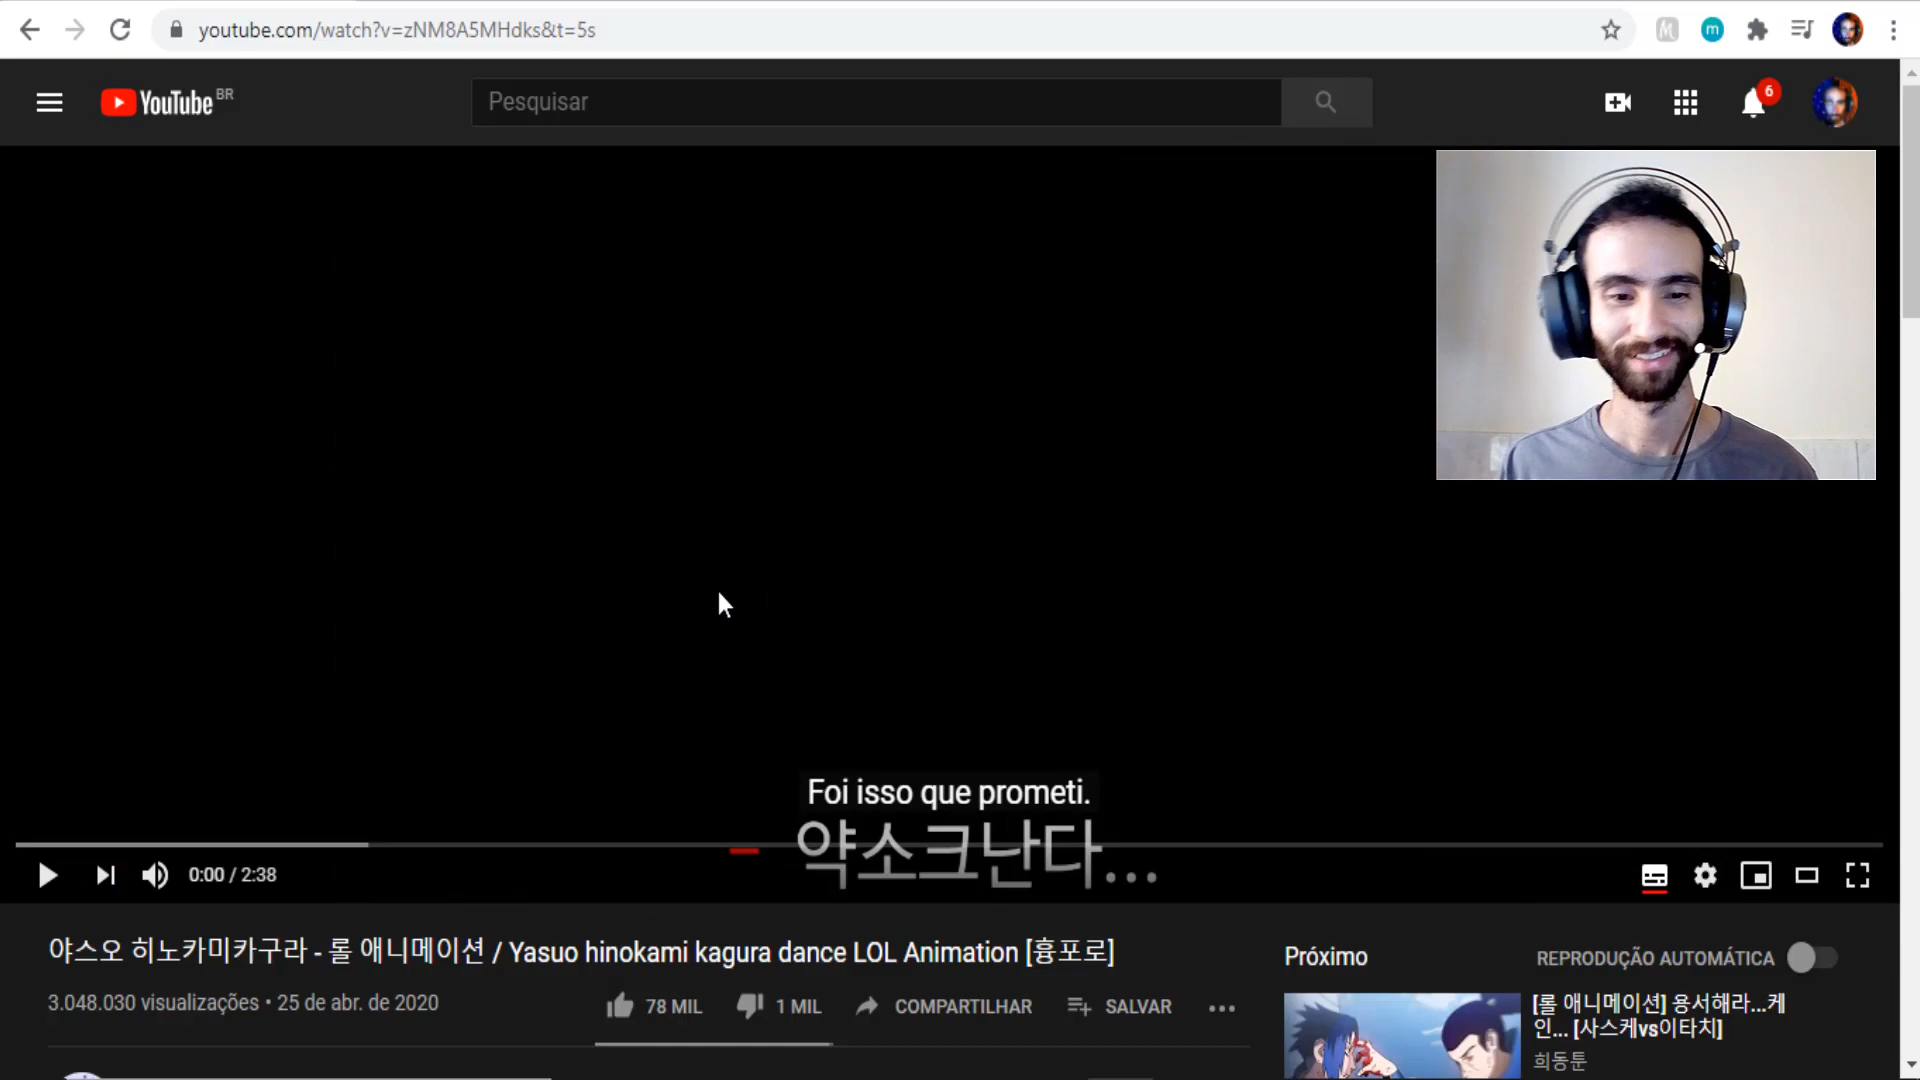 youtube.com/watch?v=zNM8A5MHdks&t=5s
YouTube BR
Pesquisar
6
Foi isso que prometi.
약소크난다...
0:00 / 2:38
야스오 히노카미카구라 - 롤 애니메이션 / Yasuo hinokami kagura dance LOL Animation [흉포로]
3.048.030 visualizações • 25 de abr. de 2020
78 MIL
1 MIL
COMPARTILHAR
SALVAR
Próximo
REPRODUÇÃO AUTOMÁTICA
[롤 애니메이션] 용서해라...케
인... [사스케vs이타치]
희동툰